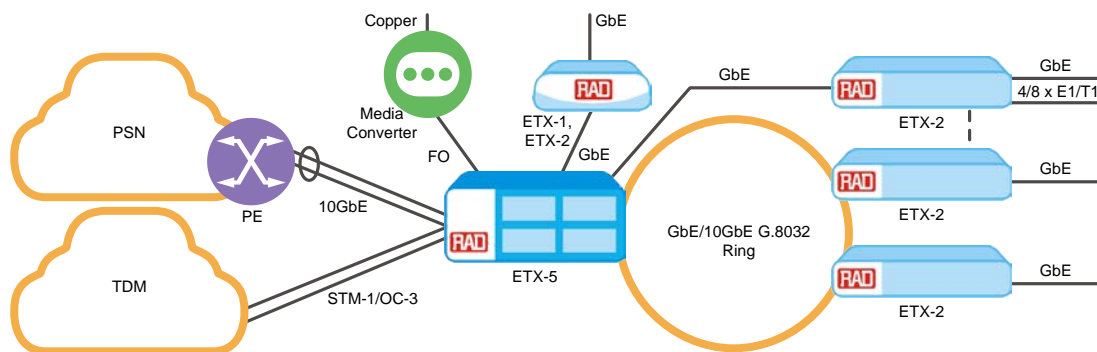 Copper
GbE
PSN
Media
Converter
FO
RAD
ETX-1,
ETX-2
GbE
GbE
RAD
ETX-2
GbE
4/8 x E1/T1
PE
10GbE
TDM
STM-1/OC-3
RAD
ETX-5
GbE/10GbE G.8032
Ring
RAD
ETX-2
GbE
RAD
ETX-2
GbE